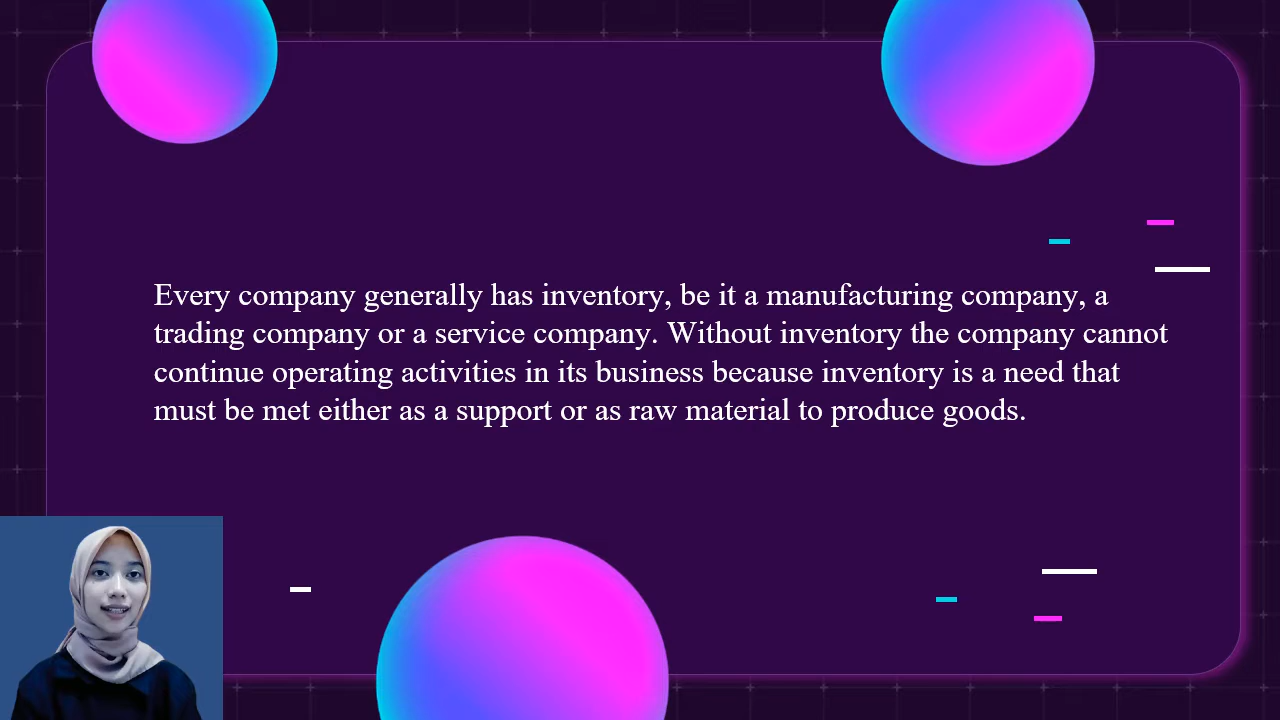 Every company generally has inventory, be it a manufacturing company, a
trading company or a service company. Without inventory the company cannot
continue operating activities in its business because inventory is a need that
must be met either as a support or as raw material to produce goods.